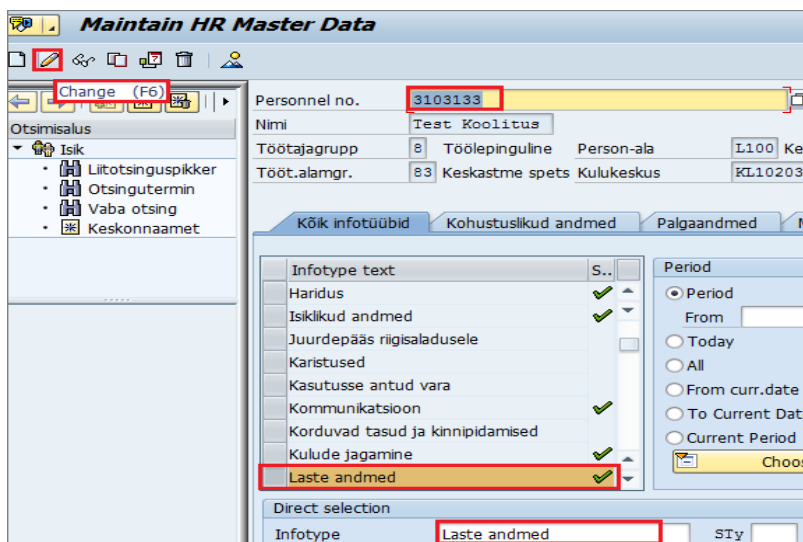 Maintain HR Master Data
Change (F6)
Personnel no. 3103133
Otsimisalus
Nimi Test Koolitus
Isik
Töötajagrupp 8 Töölepinguline Person-ala L100 Ke
Liitotsinguspikker
Tööt.alamgr. 83 Keskastme spets Kulukeskus KL10203
Otsingutermin
Vaba otsing
Keskonnaamet
Kõik infotüübid Kohustuslikud andmed Palgaandmed
Infotype text S..
Period
Haridus
Period
Isiklikud andmed
From
Juurdepääs riigisaladusele
Today
Karistused
All
Kasutusse antud vara
From curr.date
Kommunikatsioon
To Current Dat
Korduvad tasud ja kinnipidamised
Current Period
Kulude jagamine
Choos
Laste andmed
Direct selection
Infotype Laste andmed STy